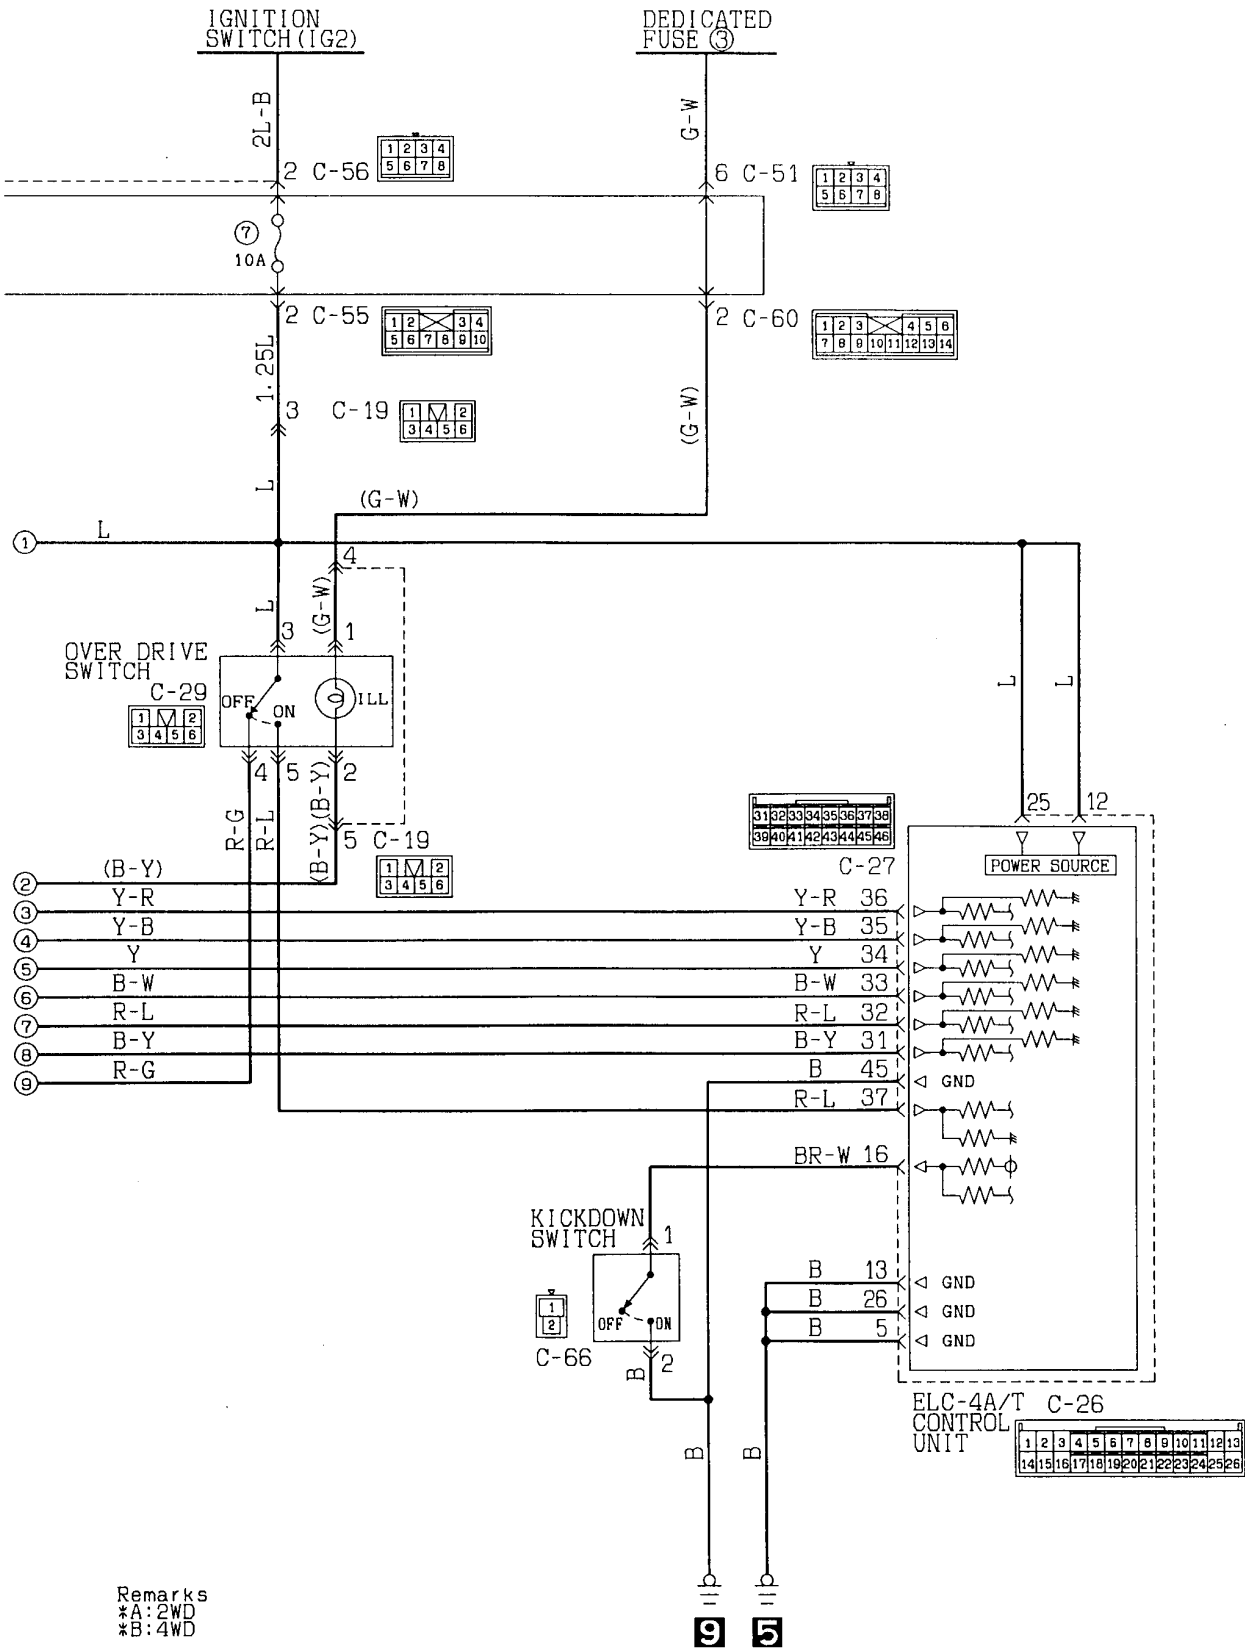 IGNITION
SWITCH(IG2)
DEDICATED
FUSE ③
2L-B
G-W
2 C-56
1 2 3 4
5 6 7 8
6 C-51
1 2 3 4
5 6 7 8
⑦
10A
2 C-55
1 2 3 4
5 6 7 8 9 10
2 C-60
1 2 3 4 5 6
7 8 9 10 11 12 13 14
1.25L
3 C-19
1 2
3 4 5 6
(G-W)
L
(G-W)
① L
4
L
(G-W)
3
1
OVER DRIVE
SWITCH
C-29
1 2
3 4 5 6
OFF
ON
ILL
L
L
4
5
2
R-G
R-L
(B-Y)
(B-Y)
5 C-19
1 2
3 4 5 6
31 32 33 34 35 36 37 38
39 40 41 42 43 44 45 46
C-27
25
12
POWER SOURCE
② (B-Y)
③ Y-R Y-R 36
④ Y-B Y-B 35
⑤ Y Y 34
⑥ B-W B-W 33
⑦ R-L R-L 32
⑧ B-Y B-Y 31
⑨ R-G
B 45 GND
R-L 37
BR-W 16
KICKDOWN
SWITCH
1
OFF
ON
1
2
C-66
2
B
B 13 GND
B 26 GND
B 5 GND
ELC-4A/T
CONTROL
UNIT
C-26
1 2 3 4 5 6 7 8 9 10 11 12 13
14 15 16 17 18 19 20 21 22 23 24 25 26
B
B
9
5
Remarks
*A:2WD
*B:4WD